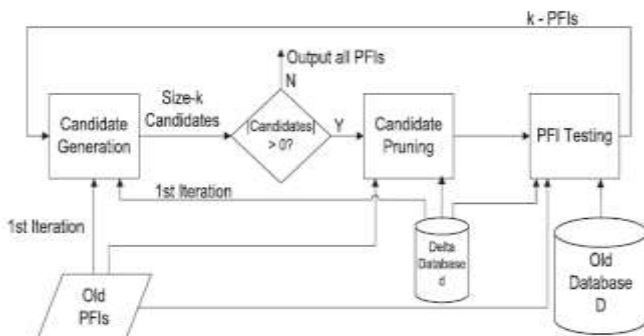 k - PFIs
Output all PFIs
N
Size-k
Candidates
Candidate
Generation
|Candidates|
> 0?
Y
Candidate
Pruning
PFI Testing
1st Iteration
1st Iteration
Delta
Database
d
Old
Database
D
Old
PFIs